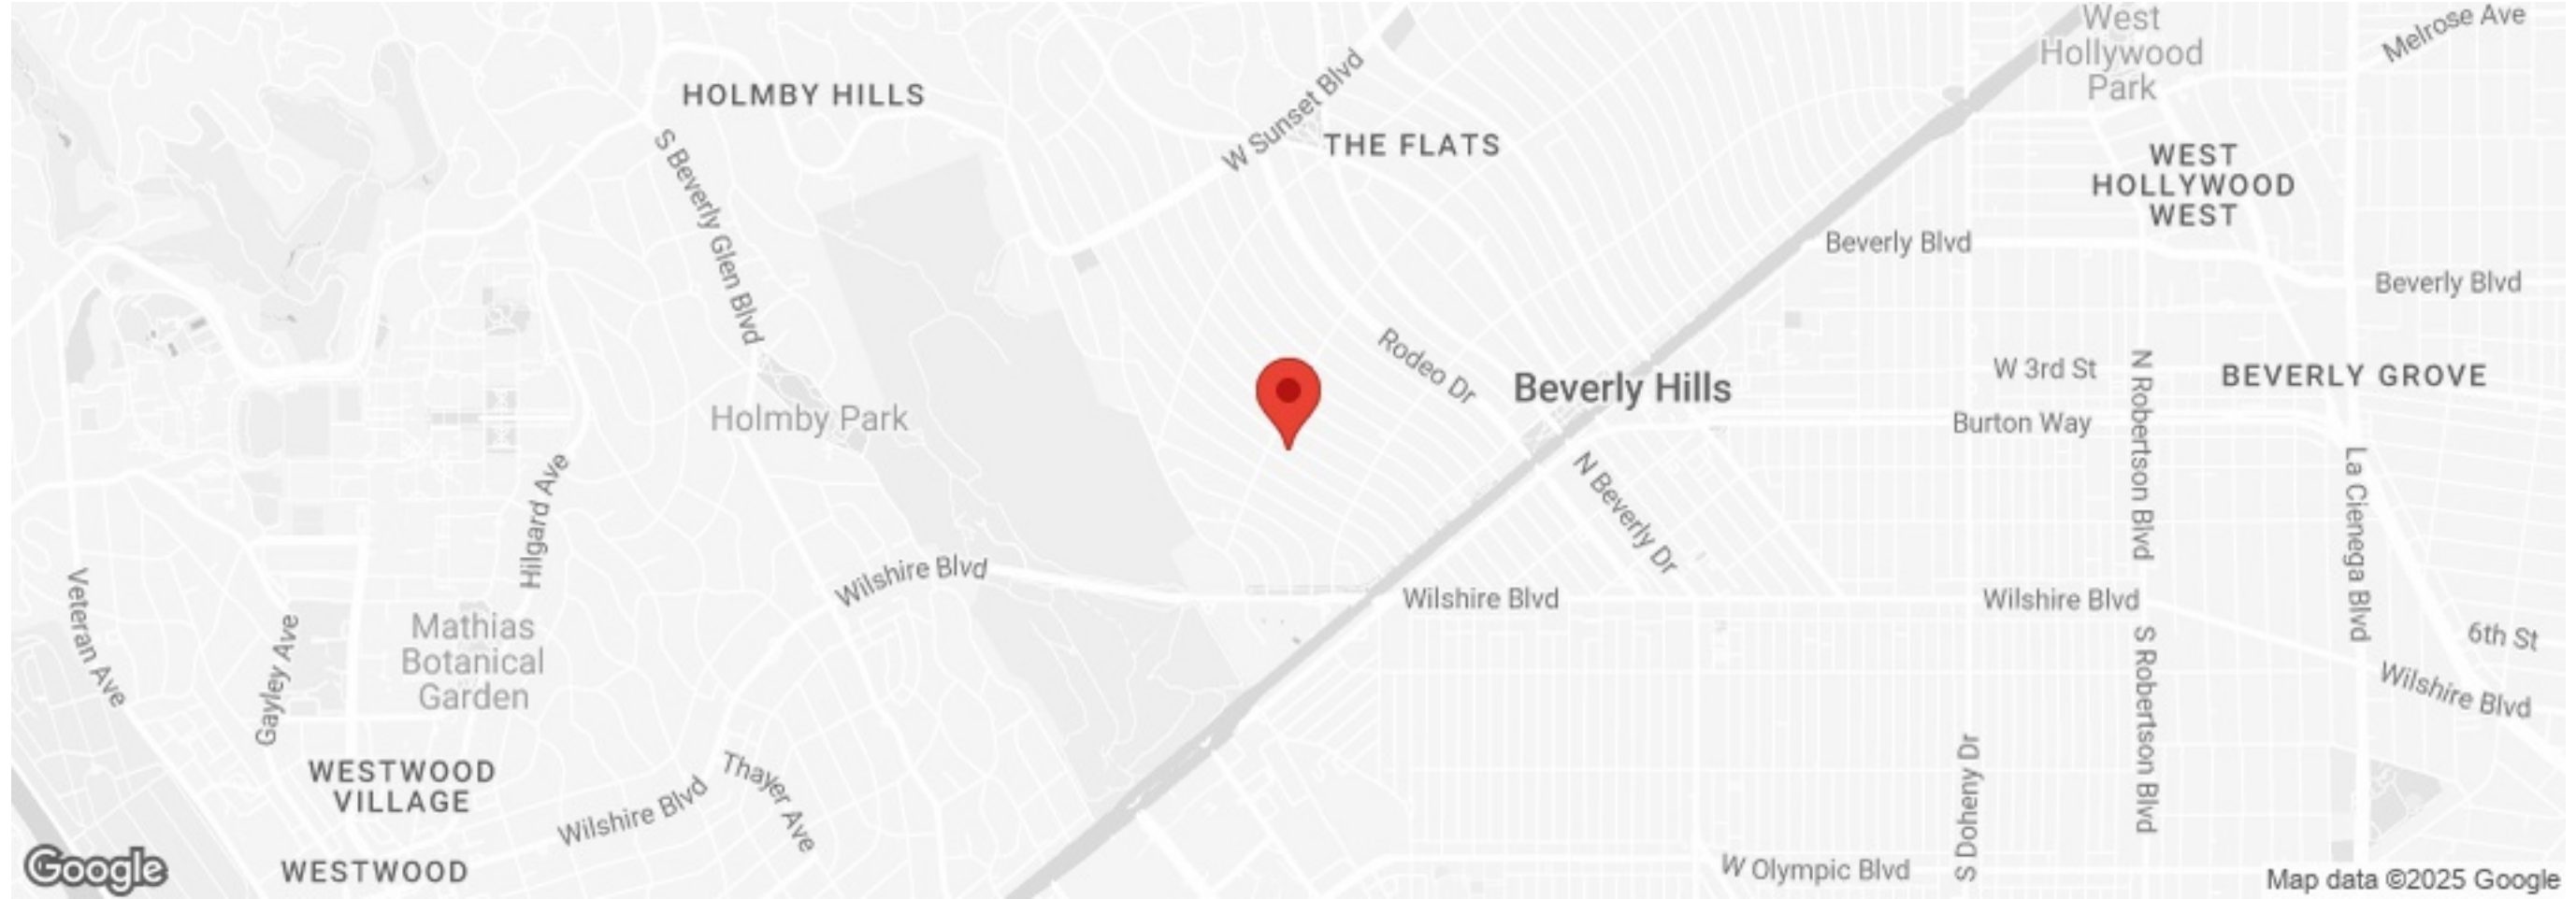 West
Hollywood
Park
Melrose Ave
HOLMBY HILLS
W Sunset Blvd
THE FLATS
WEST
HOLLYWOOD
WEST
S Beverly Glen Blvd
Beverly Blvd
Beverly Blvd
Rodeo Dr
Beverly Hills
W 3rd St
N Robertson Blvd
BEVERLY GROVE
Holmby Park
Burton Way
Hilgard Ave
N Beverly Dr
La Cienega Blvd
Wilshire Blvd
Wilshire Blvd
Wilshire Blvd
Veteran Ave
Gayley Ave
Mathias
Botanical
Garden
S Robertson Blvd
6th St
Wilshire Blvd
WESTWOOD
VILLAGE
Wilshire Blvd
Thayer Ave
S Doheny Dr
W Olympic Blvd
Google
WESTWOOD
Map data ©2025 Google